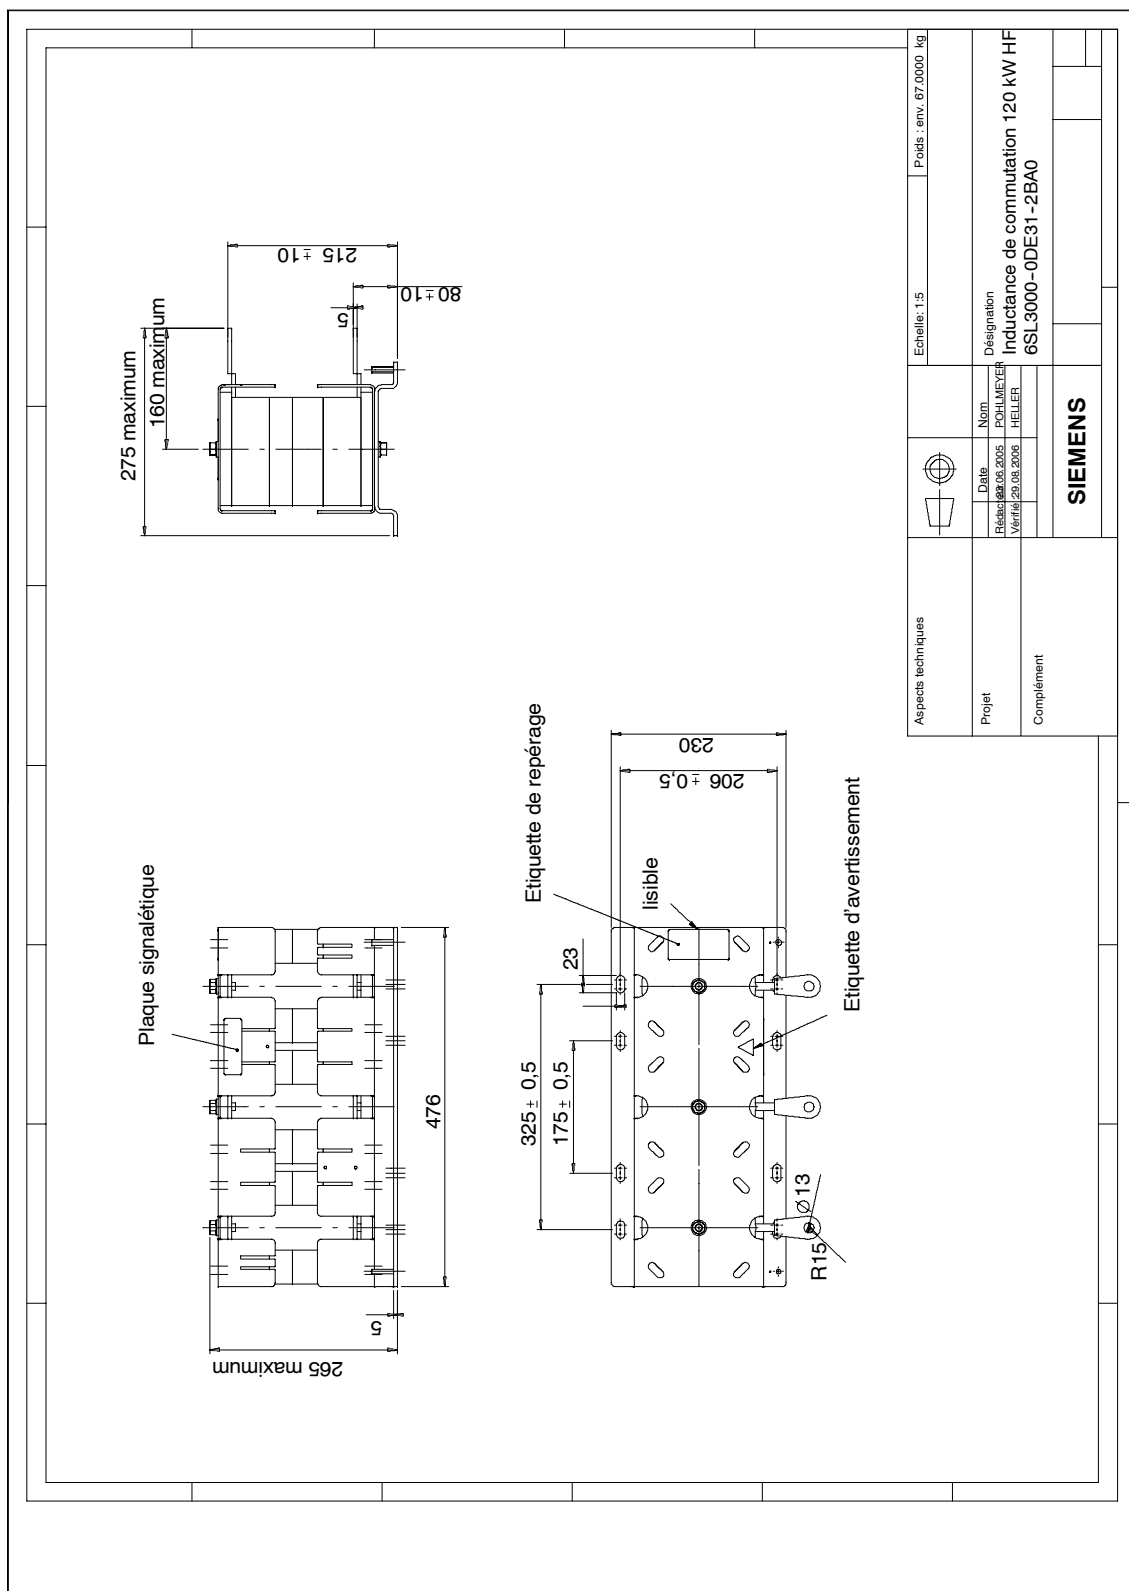 275 maximum
160 maximum
215 ± 10
80 ± 10
5
Plaque signalétique
476
5
265 maximum
Etiquette de repérage
lisible
230
206 ± 0,5
23
325 ± 0,5
175 ± 0,5
Etiquette d'avertissement
Ø 13
R15
Aspects techniques
Projet
Complément
Echelle: 1:5
Poids : env. 67.0000 kg
Date
Nom
.06.2005
POHLMEYER
Vérifié
29.08.2006
HELLER
Désignation
Inductance de commutation 120 kW HF
6SL3000-0DE31-2BA0
SIEMENS